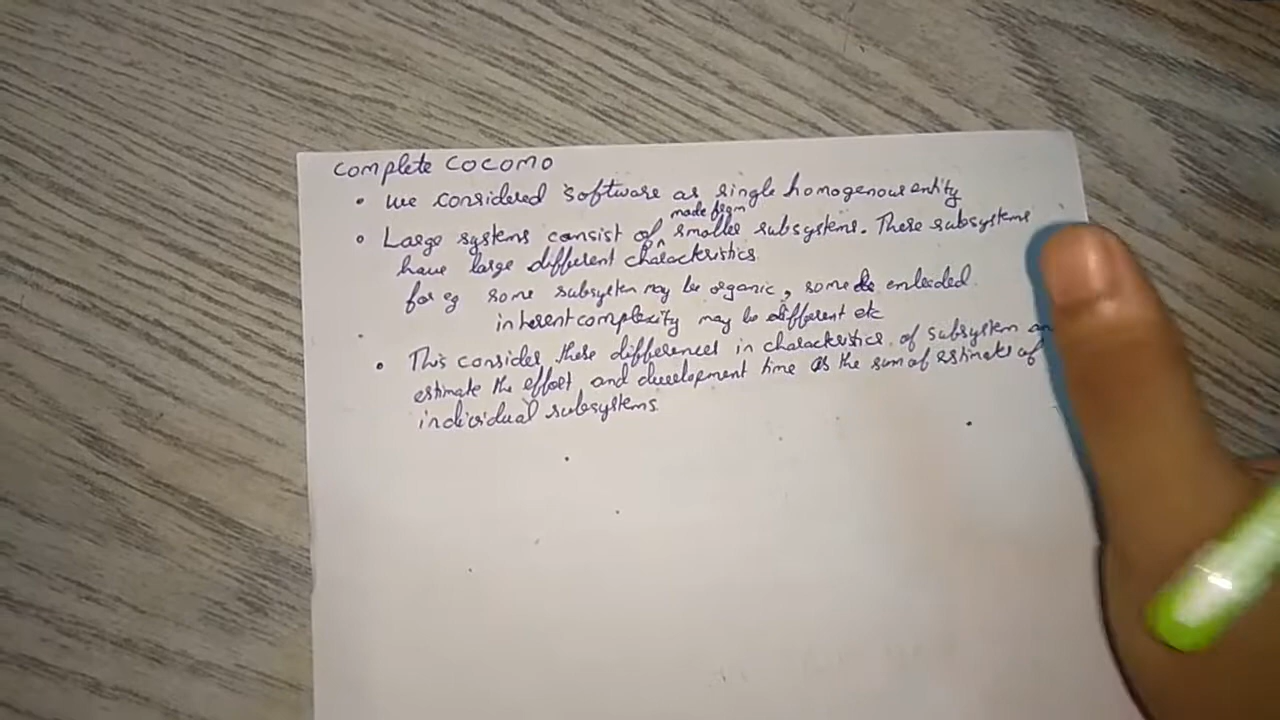 Complete COCOMO
• we considered software as single homogenous entity
made from
• Large systems consist of smaller subsystems. These subsystems
have large different characteristics
for eg some subsystem may be organic, some embedded.
inherent complexity may be different etc
• This consider these differences in characteristics of subsystem
estimate the effort and development time as the sum of estimates of
individual subsystems.